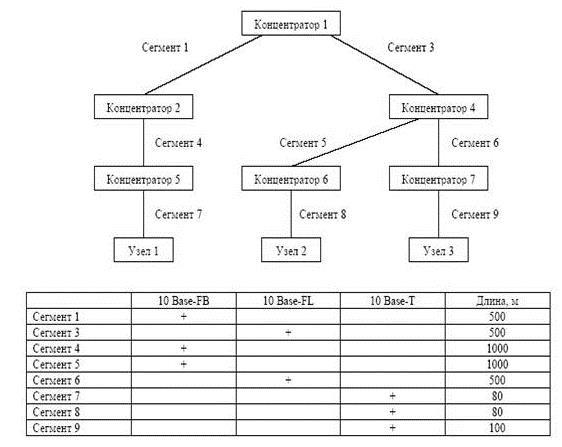 Концентратор 1
Сегмент 1 Сегмент 3
Концентратор 2 Концентратор 4
Сегмент 4 Сегмент 5 Сегмент 6
Концентратор 5 Концентратор 6 Концентратор 7
Сегмент 7 Сегмент 8 Сегмент 9
Узел 1 Узел 2 Узел 3
10 Base-FB 10 Base-FL 10 Base-T Длина, м
Сегмент 1 + 500
Сегмент 3 + 500
Сегмент 4 + 1000
Сегмент 5 + 1000
Сегмент 6 + 500
Сегмент 7 + 80
Сегмент 8 + 80
Сегмент 9 + 100